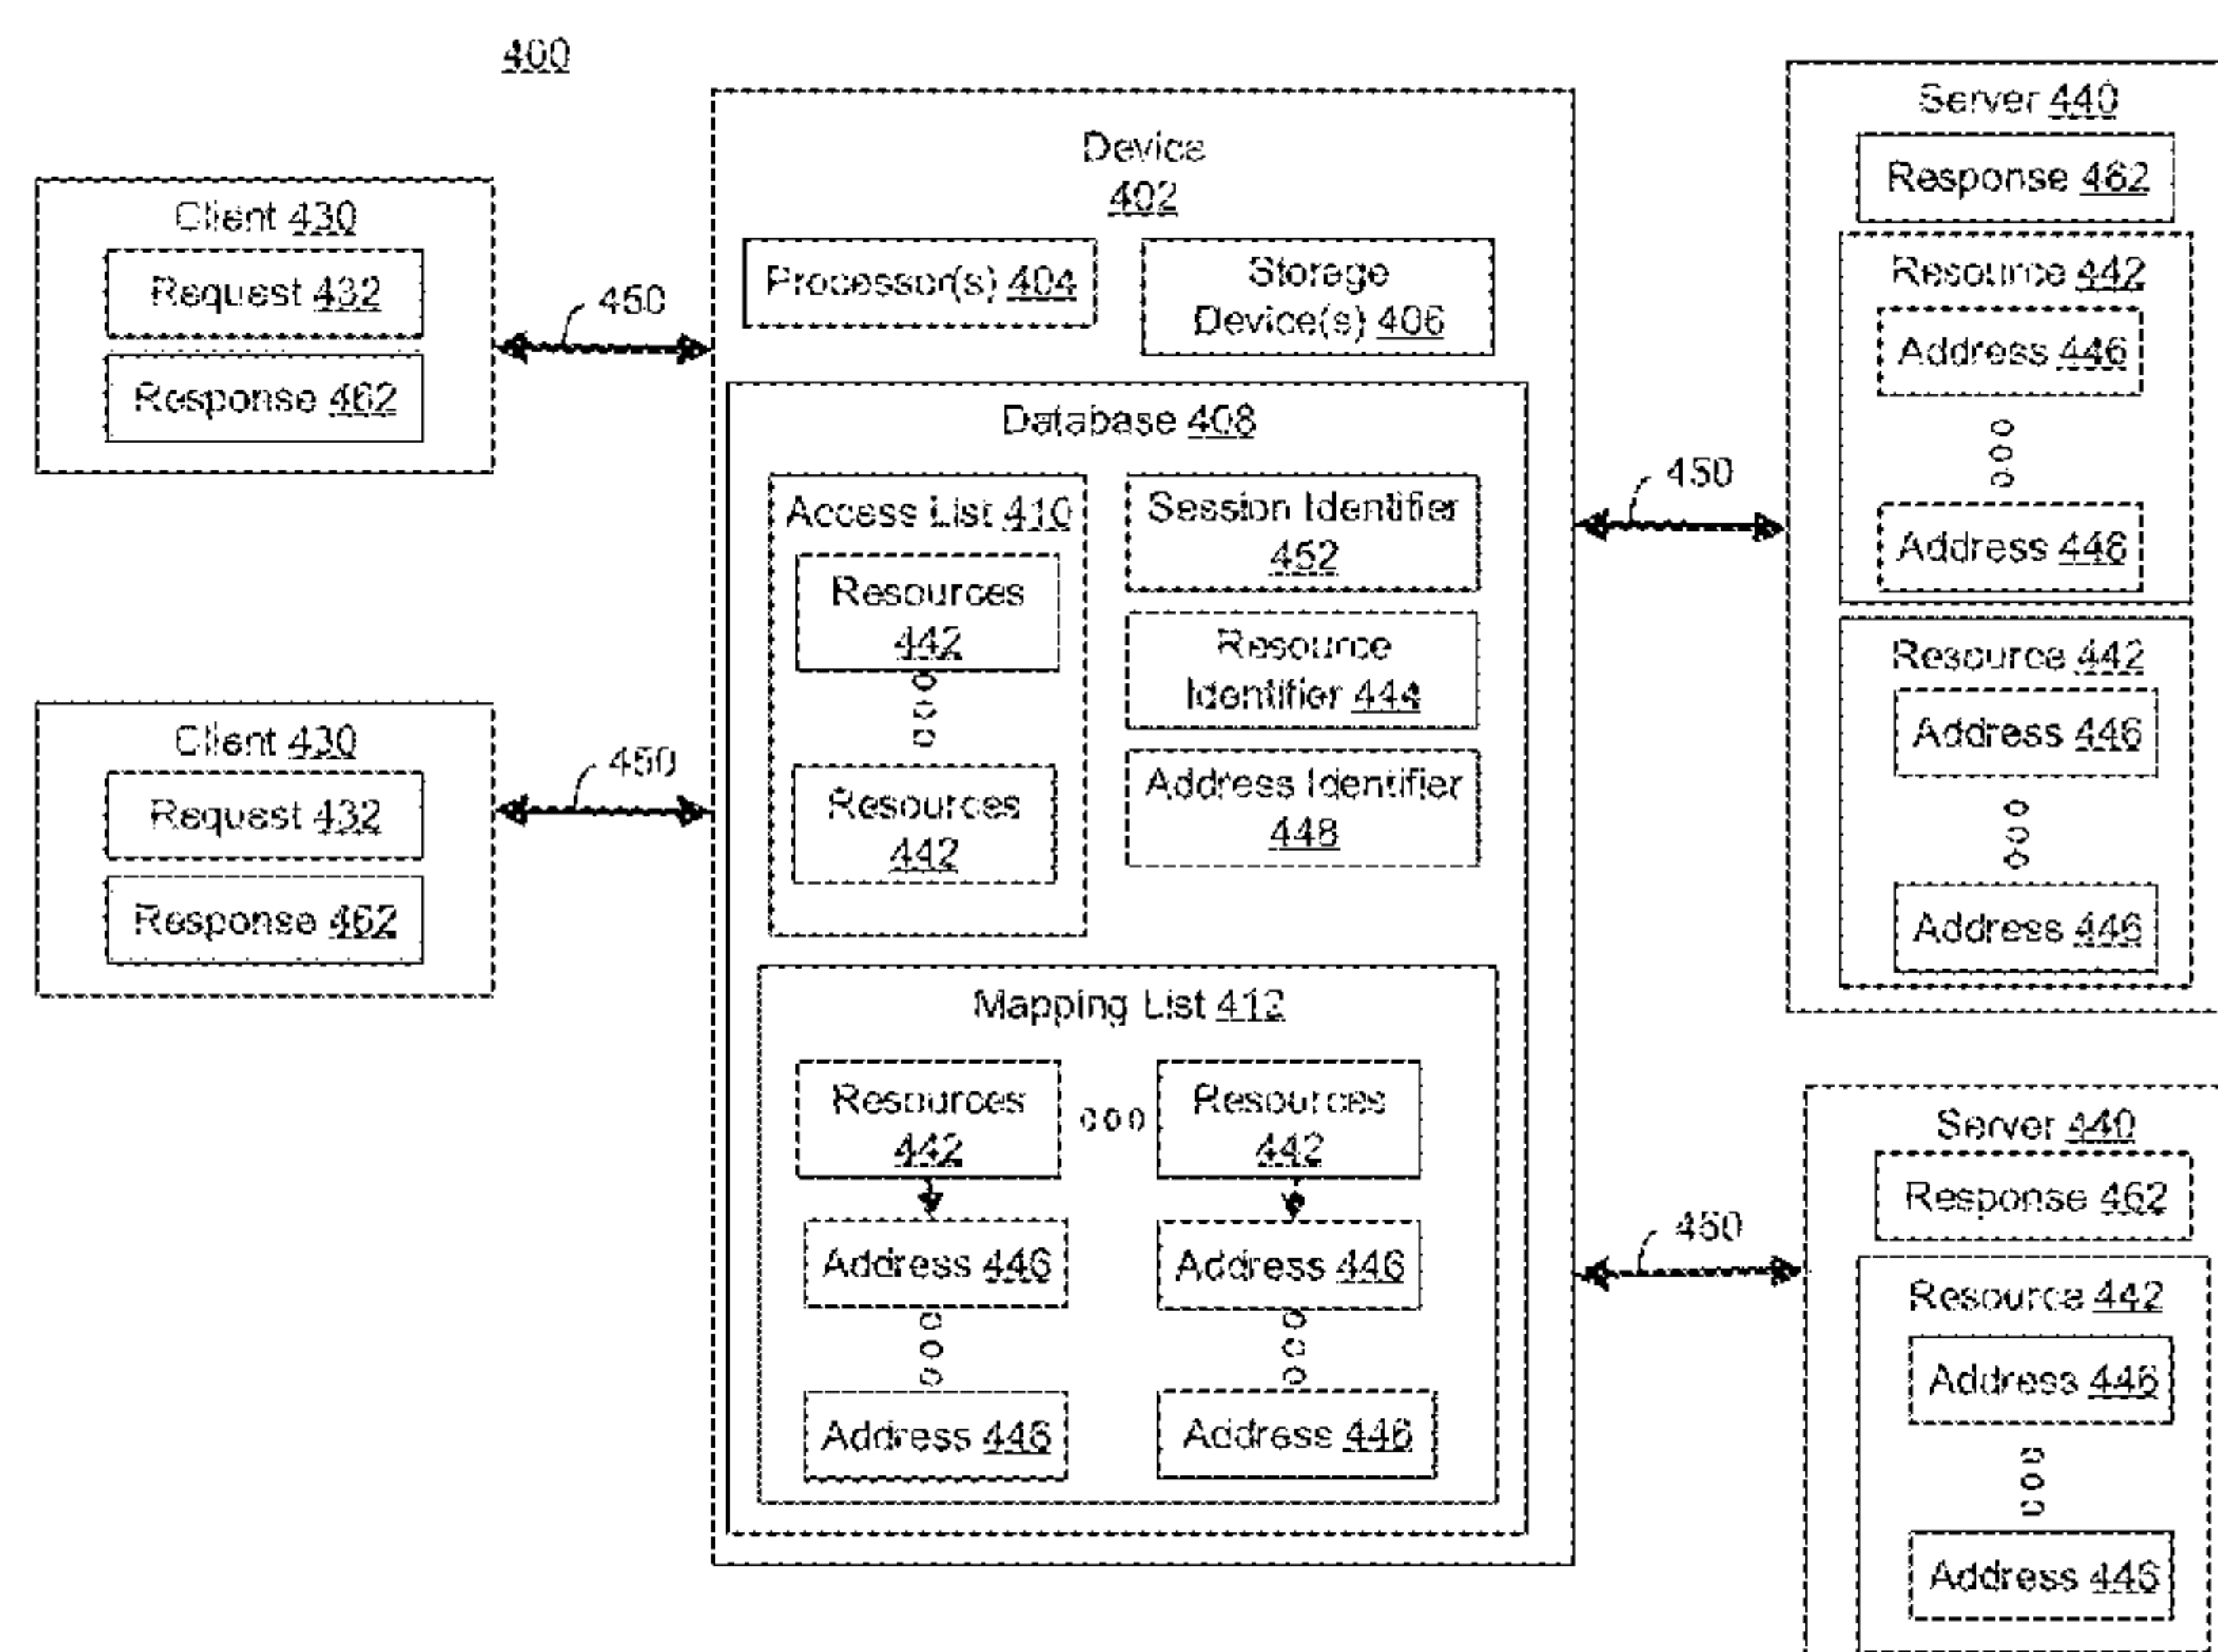 400
Client 430
Request 432
Response 462
450
Client 430
Request 432
Response 462
450
Device
402
Processor(s) 404
Storage
Device(s) 406
Database 408
Access List 410
Resources
442
Resources
442
Session Identifier
452
Resource
Identifier 444
Address Identifier
448
Mapping List 412
Resources
442
Address 446
Address 446
Resources
442
Address 446
Address 446
450
Server 440
Response 462
Resource 442
Address 446
Address 446
Resource 442
Address 446
Address 446
450
Server 440
Response 462
Resource 442
Address 446
Address 446